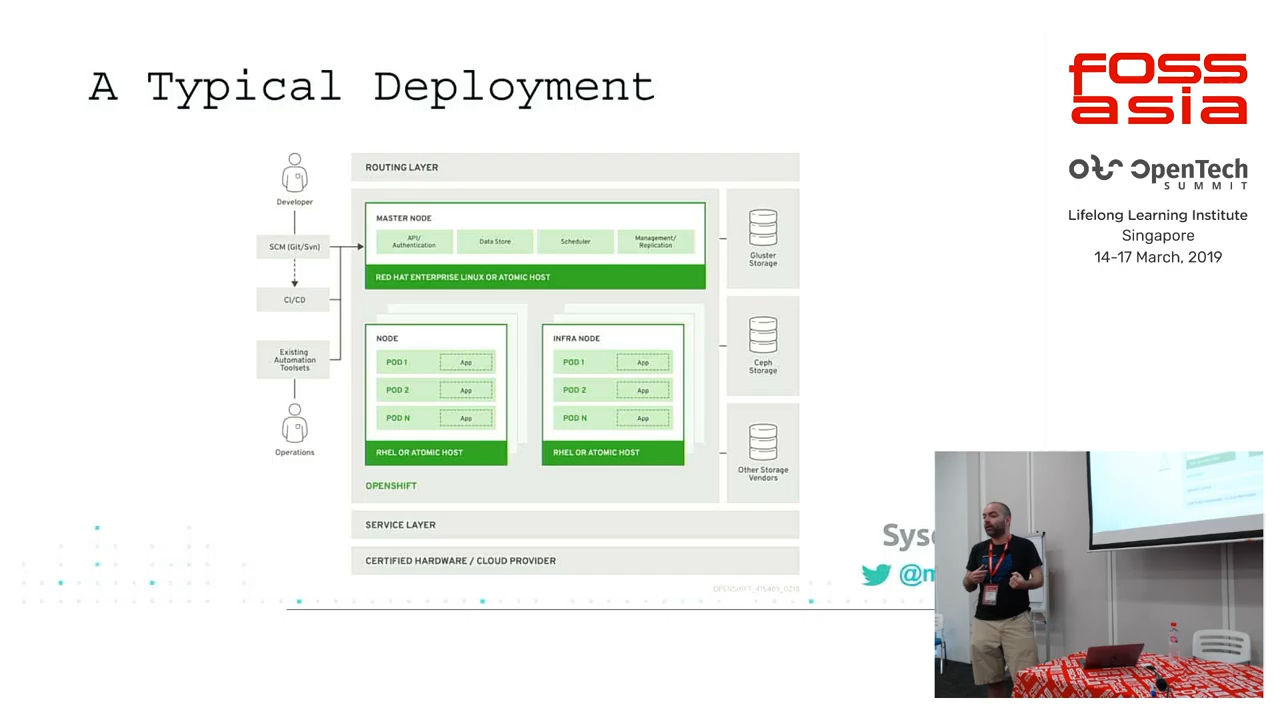 A Typical Deployment
Developer
SCM (Git/Svn)
CI/CD
Existing
Automation
Toolsets
Operations
ROUTING LAYER
MASTER NODE
API/
Authentication
Data Store
Scheduler
Management/
Replication
RED HAT ENTERPRISE LINUX OR ATOMIC HOST
NODE
POD 1 App
POD 2 App
POD N App
RHEL OR ATOMIC HOST
INFRA NODE
POD 1 App
POD 2 App
POD N App
RHEL OR ATOMIC HOST
OPENSHIFT
Gluster
Storage
Ceph
Storage
Other Storage
Vendors
SERVICE LAYER
CERTIFIED HARDWARE / CLOUD PROVIDER
Sys
@m
FOSS
asia
OpenTech
SUMMIT
Lifelong Learning Institute
Singapore
14-17 March, 2019